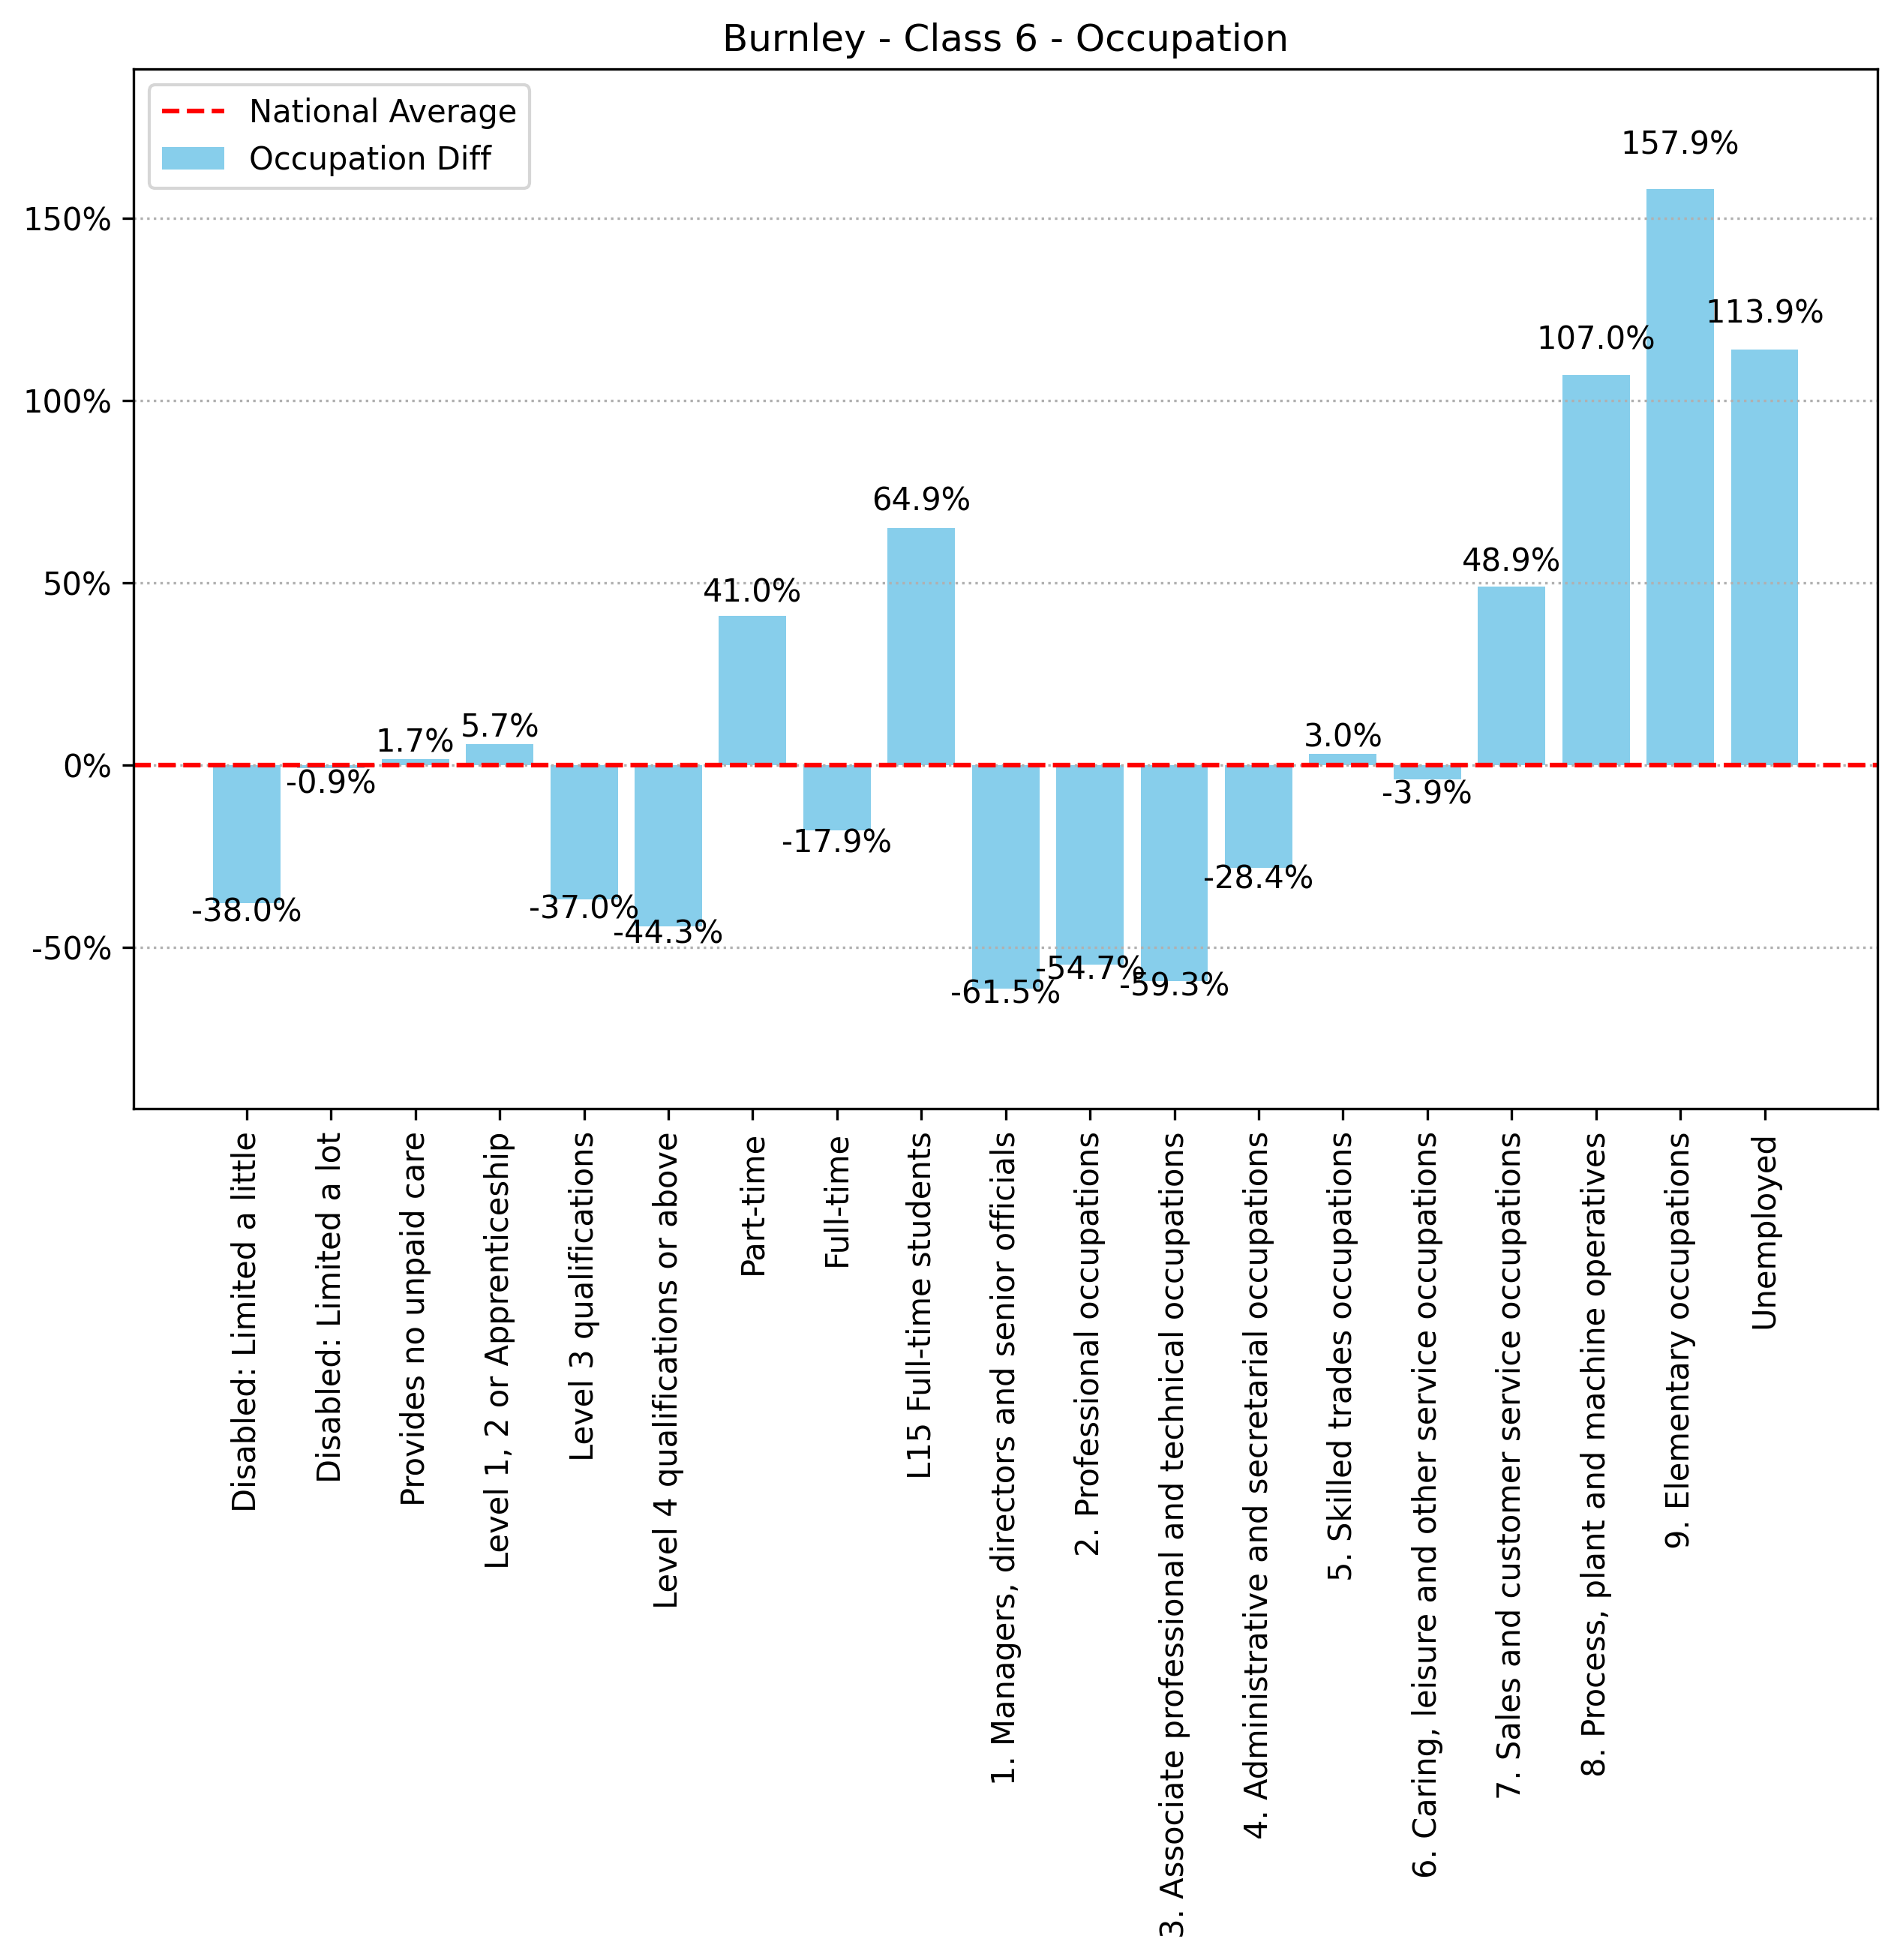 Burnley - Class 6 - Occupation
National Average
Occupation Diff
150%
100%
50%
0%
-50%
-38.0%
-0.9%
1.7%
5.7%
-37.0%
-44.3%
41.0%
-17.9%
64.9%
-61.5%
-54.7%
-59.3%
-28.4%
3.0%
-3.9%
48.9%
107.0%
157.9%
113.9%
Disabled: Limited a little
Disabled: Limited a lot
Provides no unpaid care
Level 1, 2 or Apprenticeship
Level 3 qualifications
Level 4 qualifications or above
Part-time
Full-time
L15 Full-time students
1. Managers, directors and senior officials
2. Professional occupations
3. Associate professional and technical occupations
4. Administrative and secretarial occupations
5. Skilled trades occupations
6. Caring, leisure and other service occupations
7. Sales and customer service occupations
8. Process, plant and machine operatives
9. Elementary occupations
Unemployed